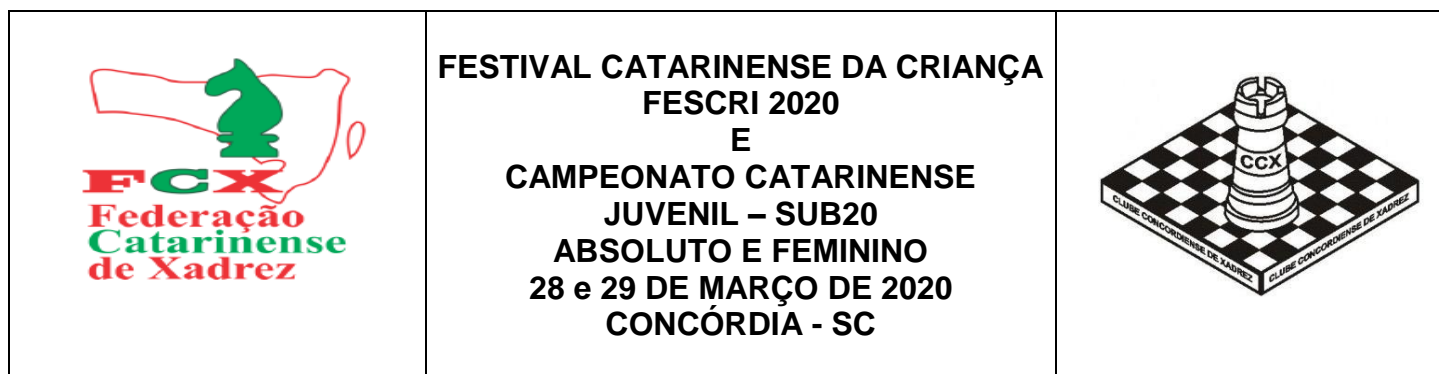 FCX
Federação
Catarinense
de Xadrez
FESTIVAL CATARINENSE DA CRIANÇA
FESCRI 2020
E
CAMPEONATO CATARINENSE
JUVENIL – SUB20
ABSOLUTO E FEMININO
28 e 29 DE MARÇO DE 2020
CONCÓRDIA - SC
CCX
CLUBE CONCORDIENSE DE XADREZ
CLUBE CONCORDIENSE DE XADREZ